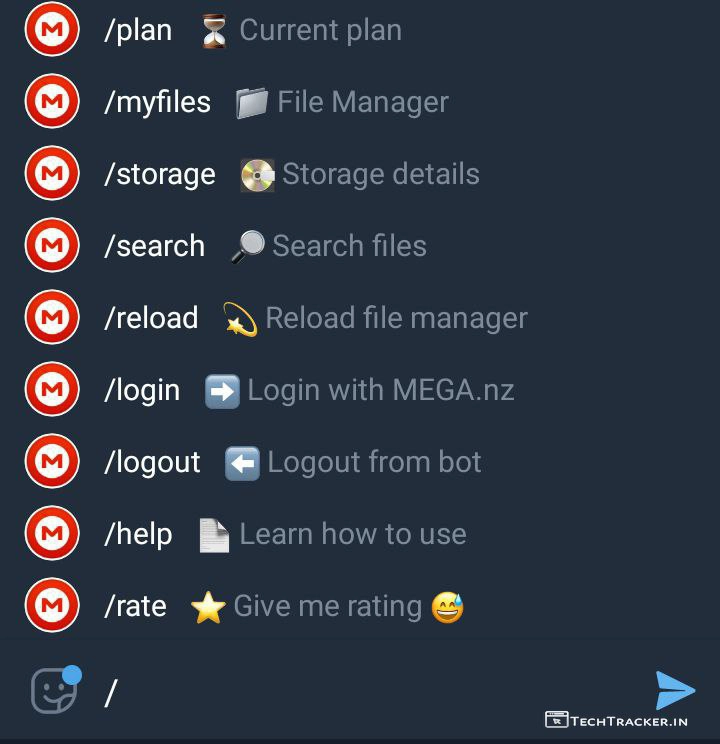 /plan ⏳ Current plan
/myfiles 📁 File Manager
/storage 💽 Storage details
/search 🔎 Search files
/reload 💫 Reload file manager
/login ➡️ Login with MEGA.nz
/logout ⬅️ Logout from bot
/help 📄 Learn how to use
/rate ⭐ Give me rating 😅
/
TECHTRACKER.IN